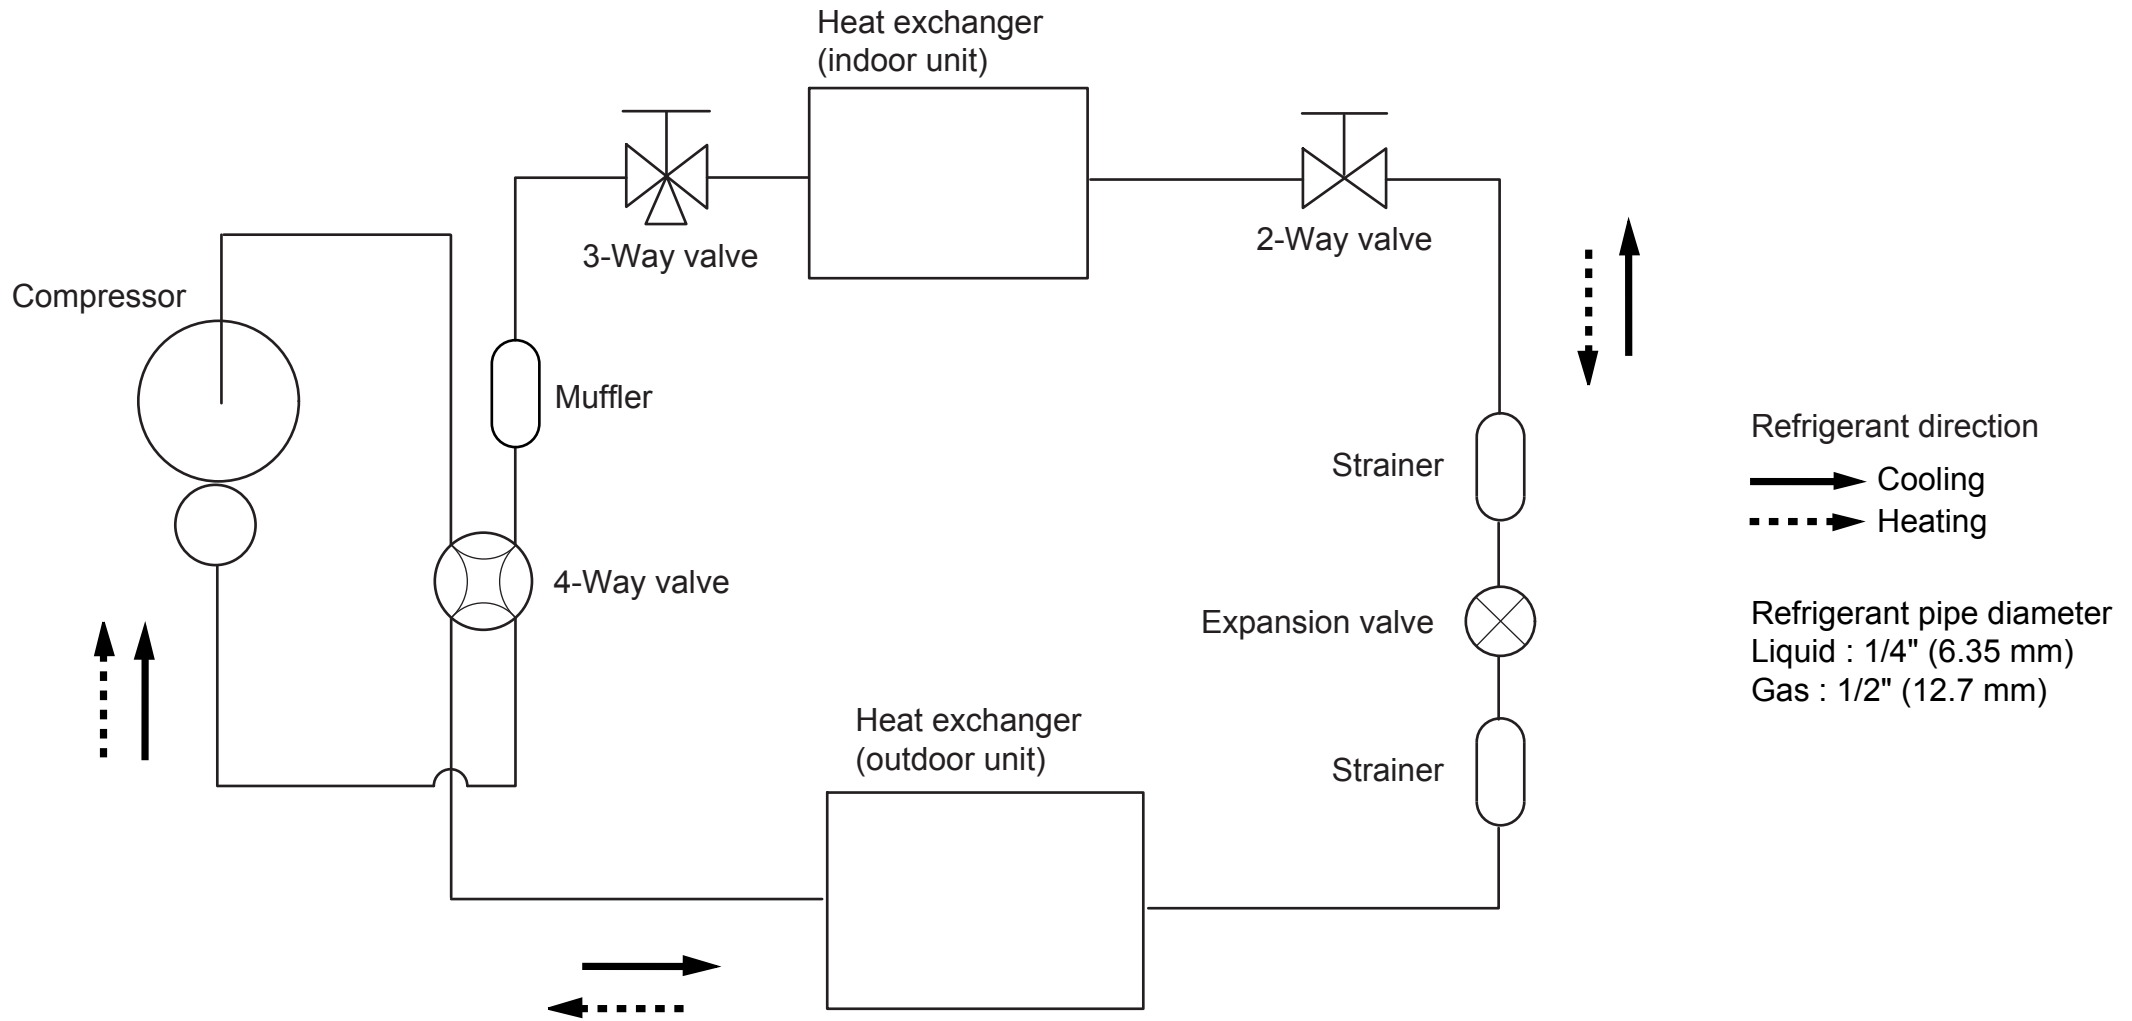 Heat exchanger
(indoor unit)
3-Way valve
2-Way valve
Compressor
Muffler
Strainer
Refrigerant direction
Cooling
Heating
4-Way valve
Expansion valve
Refrigerant pipe diameter
Liquid : 1/4" (6.35 mm)
Gas : 1/2" (12.7 mm)
Heat exchanger
(outdoor unit)
Strainer